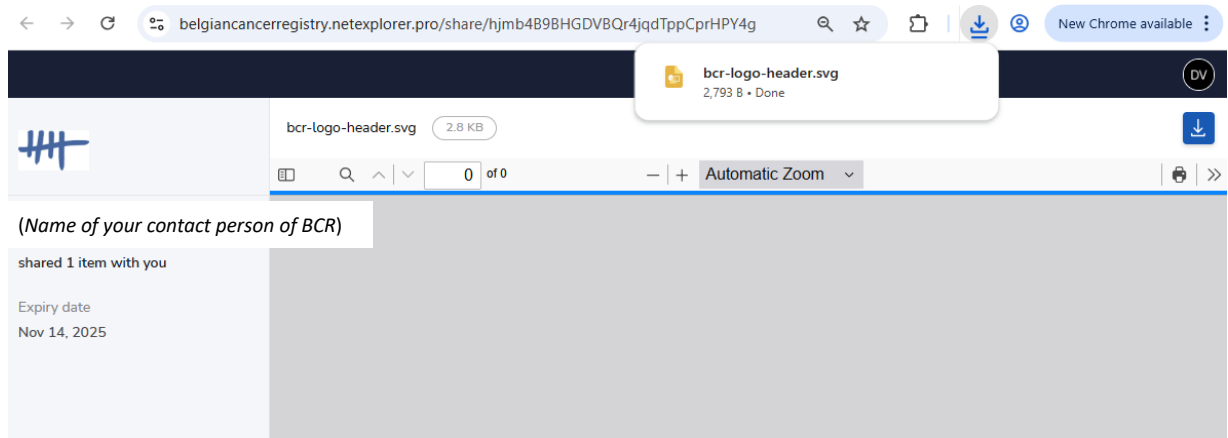 belgiancancerregistry.netexplorer.pro/share/hjmb4B9BHGDVBQr4jqdTppCprHPY4g
New Chrome available
bcr-logo-header.svg
2,793 B • Done
DV
bcr-logo-header.svg 2.8 KB
0 of 0
Automatic Zoom
(Name of your contact person of BCR)
shared 1 item with you
Expiry date
Nov 14, 2025